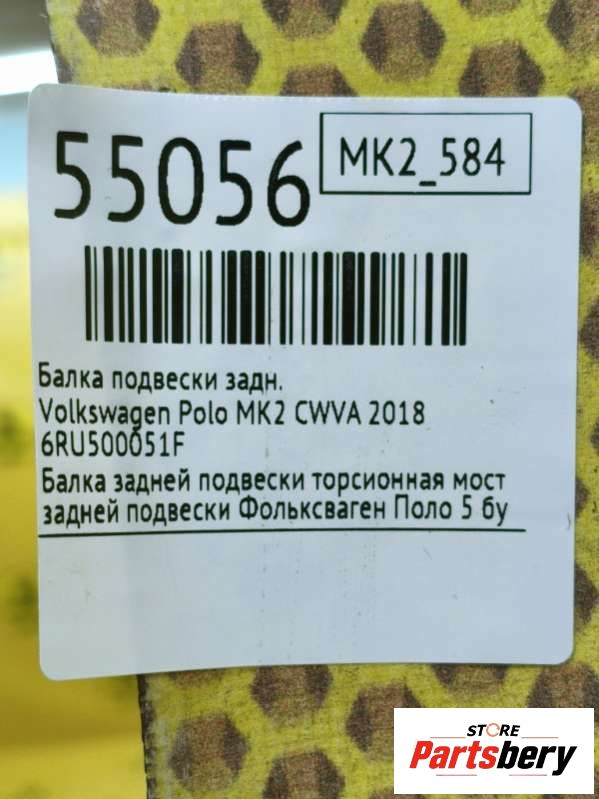 55056
MK2_584
Балка подвески задн.
Volkswagen Polo MK2 CWVA 2018
6RU500051F
Балка задней подвески торсионная мост
задней подвески Фольксваген Поло 5 бу
STORE
Partsbery